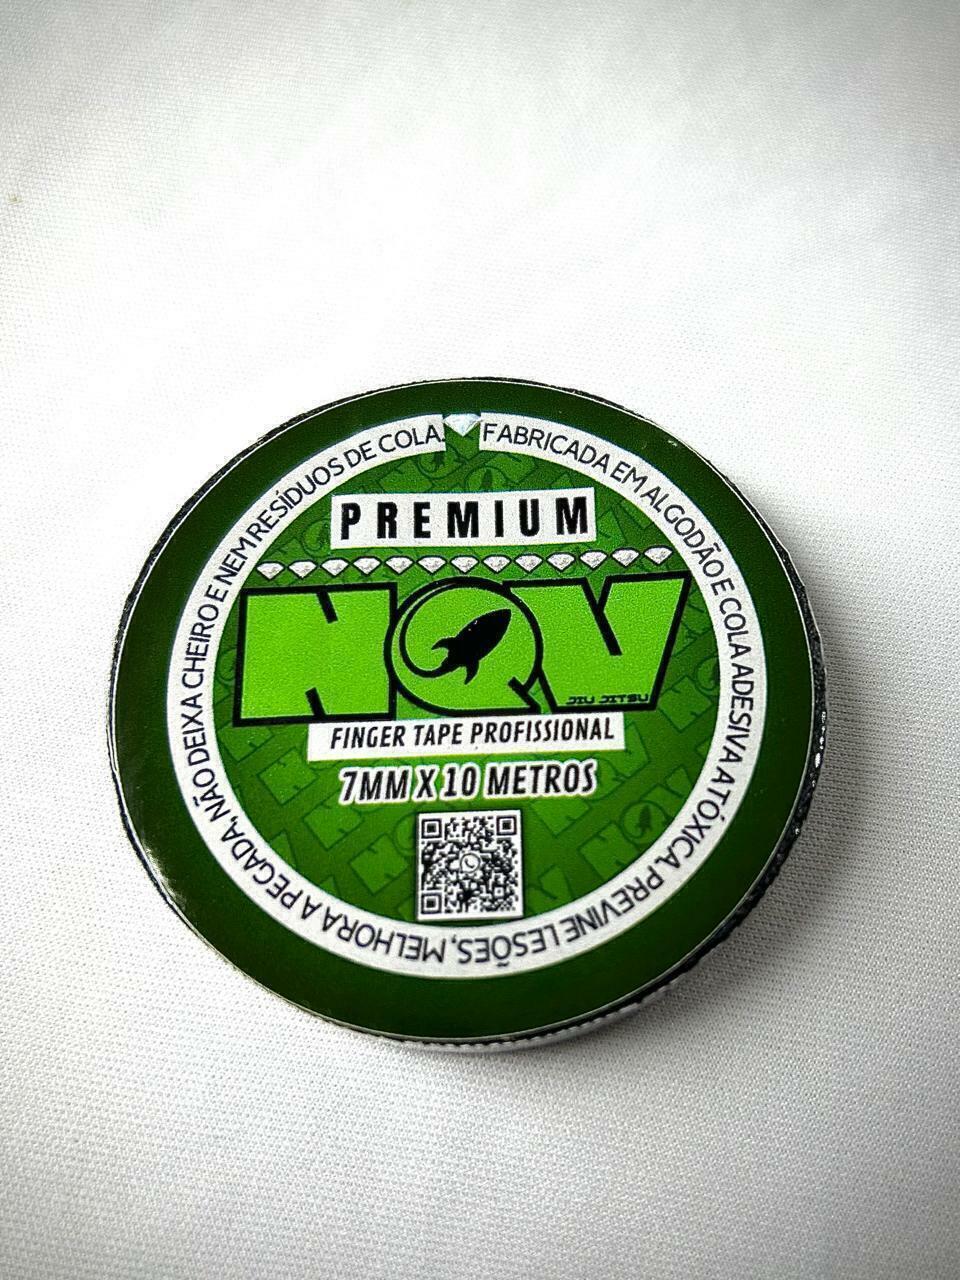 FABRICADA EM ALGODÃO E COLA ADESIVA ATÓXICA. PREVINE LESÕES, MELHORA A PEGADA, NÃO DEIXA CHEIRO E NEM RESÍDUOS DE COLA.
PREMIUM
NQV
JIU JITSU
FINGER TAPE PROFISSIONAL
7MM X 10 METROS